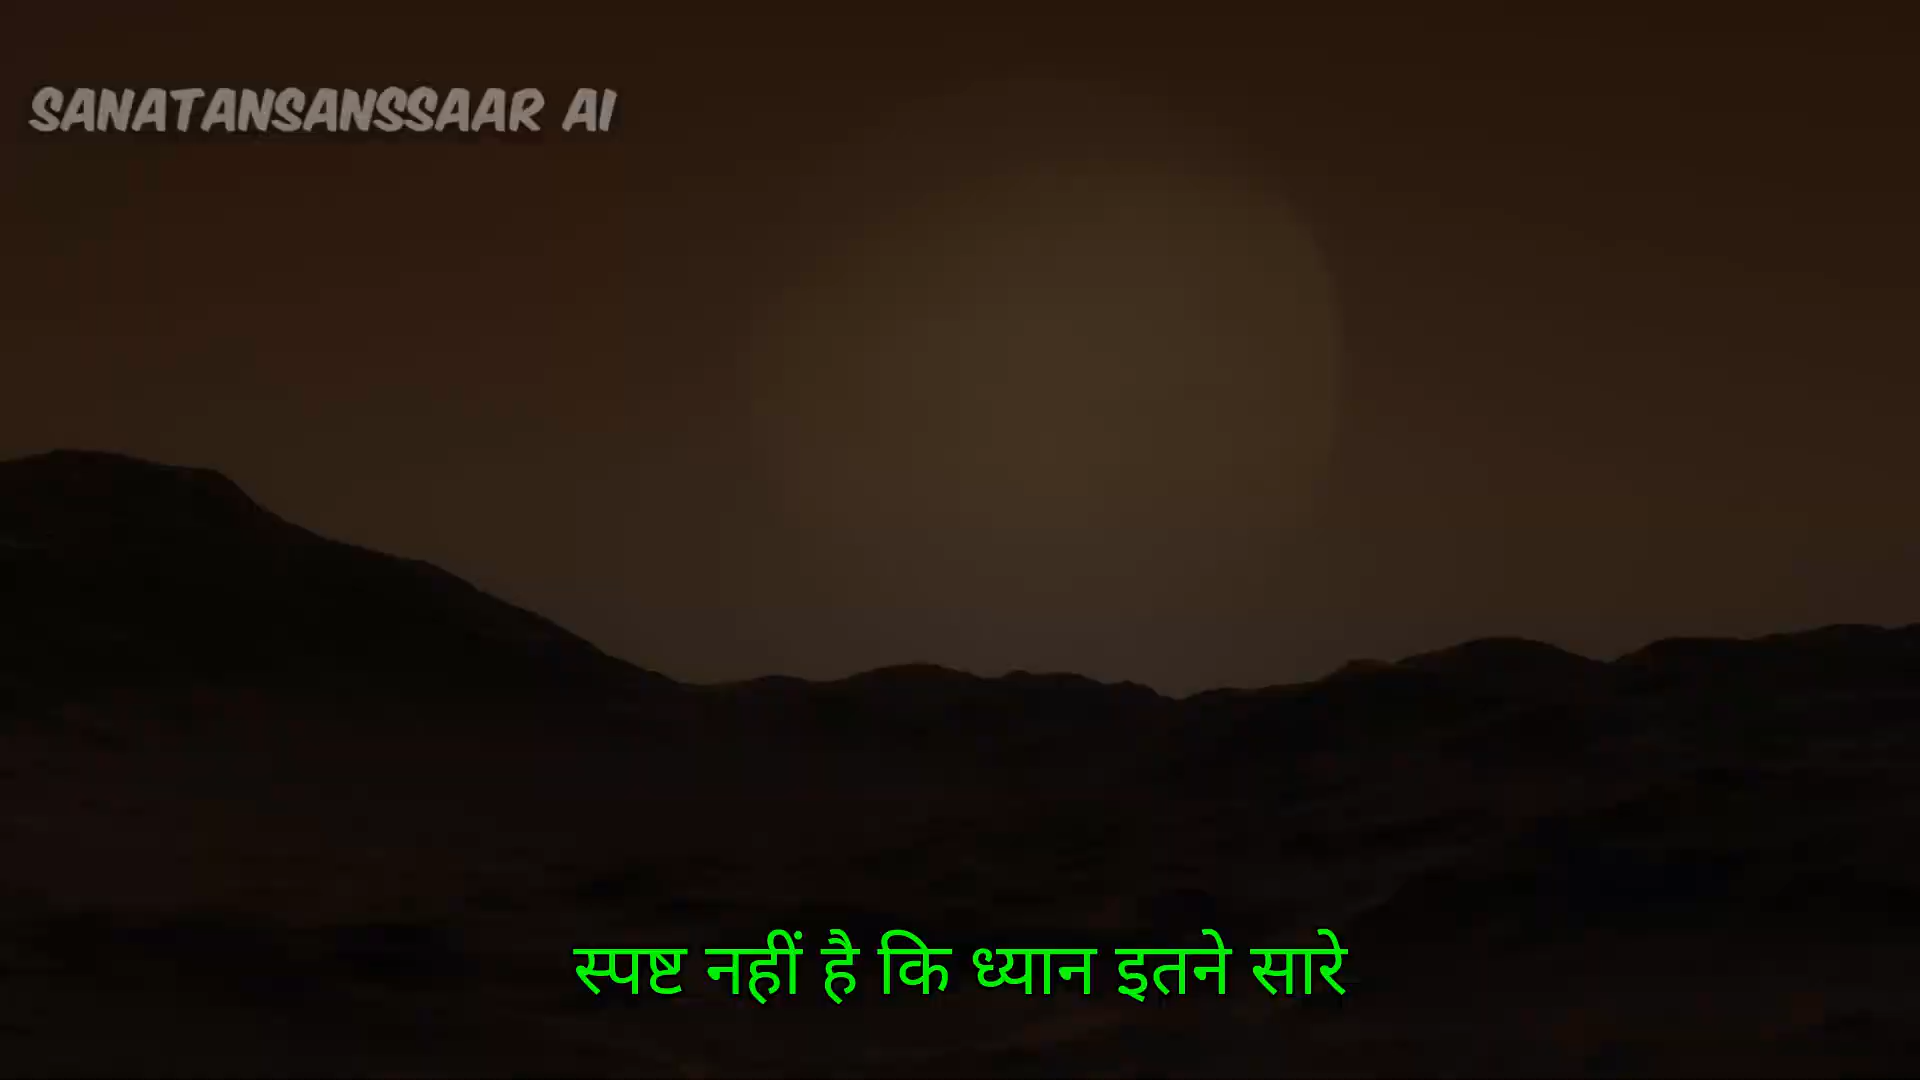 SANATANSANSSAAR AI
स्पष्ट नहीं है कि ध्यान इतने सारे